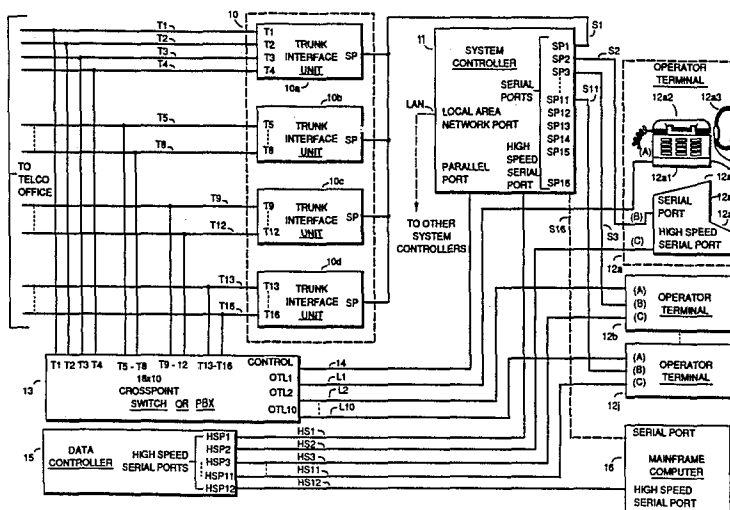 T1
T2
T3
T4
10
T1
T2
T3
T4
TRUNK
INTERFACE
UNIT
SP
10a
T5
T8
10b
T5
T8
TRUNK
INTERFACE
UNIT
SP
TO
TELCO
OFFICE
T9
T12
10c
T9
T12
TRUNK
INTERFACE
UNIT
SP
T13
T16
10d
T13
T16
TRUNK
INTERFACE
UNIT
SP
11
SYSTEM
CONTROLLER
SERIAL
PORTS
LAN
LOCAL AREA
NETWORK PORT
HIGH
SPEED
SERIAL
PORT
PARALLEL
PORT
SP1
SP2
SP3
SP11
SP12
SP13
SP14
SP15
SP16
S1
S2
S11
S16
S3
TO OTHER
SYSTEM
CONTROLLERS
OPERATOR
TERMINAL
12a2
12a3
(A)
12a1
(B)
SERIAL
PORT
(C)
HIGH SPEED
SERIAL PORT
12a
(A)
(B)
(C)
OPERATOR
TERMINAL
12b
(A)
(B)
(C)
OPERATOR
TERMINAL
12j
13
T1 T2 T3 T4 T5-T8 T9-12 T13-T16
CONTROL
16x10
CROSSPOINT
SWITCH OR PBX
OTL1
OTL2
OTL10
14
L1
L2
L10
15
DATA
CONTROLLER
HIGH SPEED
SERIAL PORTS
HSP1
HSP2
HSP3
HSP11
HSP12
HS1
HS2
HS3
HS11
HS12
SERIAL PORT
16
MAINFRAME
COMPUTER
HIGH SPEED
SERIAL PORT